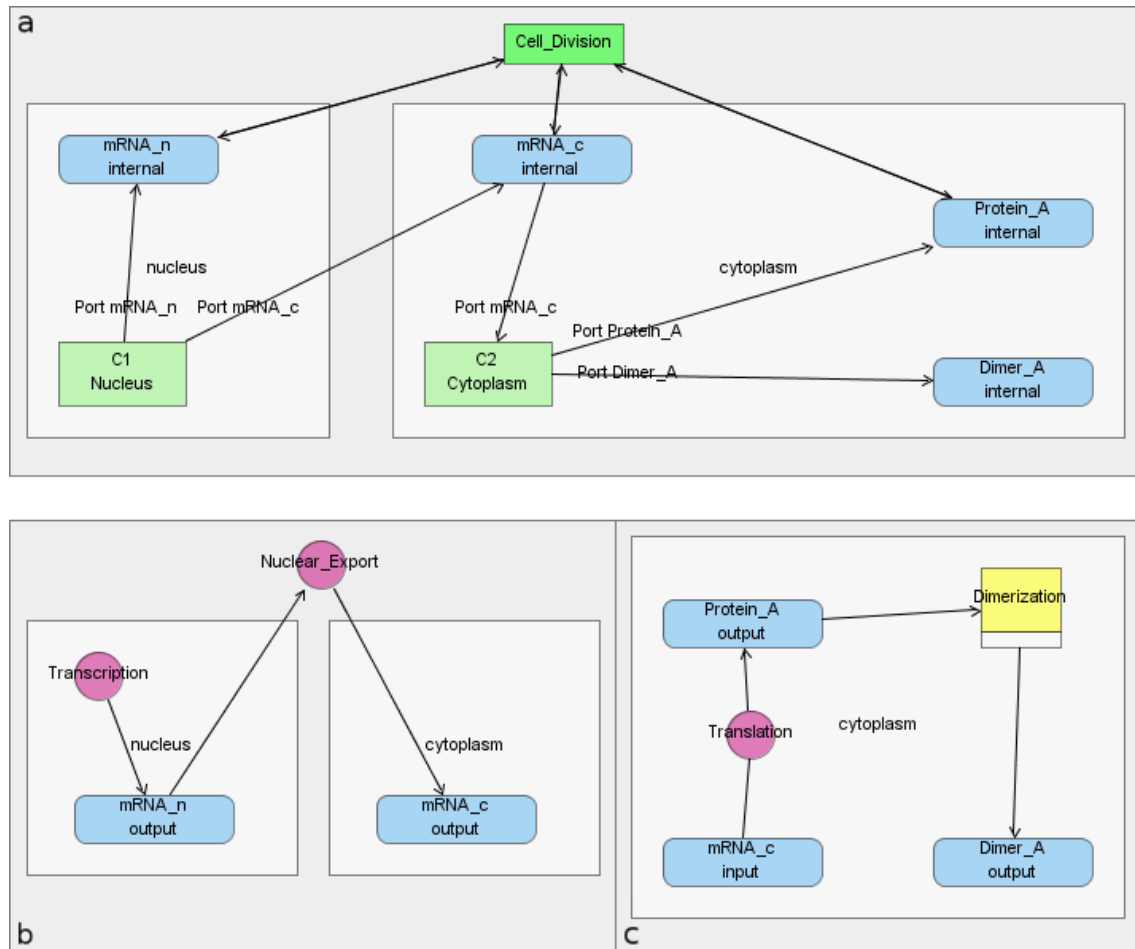 a
Cell_Division
mRNA_n
internal
mRNA_c
internal
Protein_A
internal
nucleus
cytoplasm
Port mRNA_n
Port mRNA_c
Port mRNA_c
Port Protein_A
C1
Nucleus
C2
Cytoplasm
Port Dimer_A
Dimer_A
internal
Nuclear_Export
Transcription
nucleus
cytoplasm
mRNA_n
output
mRNA_c
output
b
Dimerization
Protein_A
output
Translation
cytoplasm
mRNA_c
input
Dimer_A
output
c